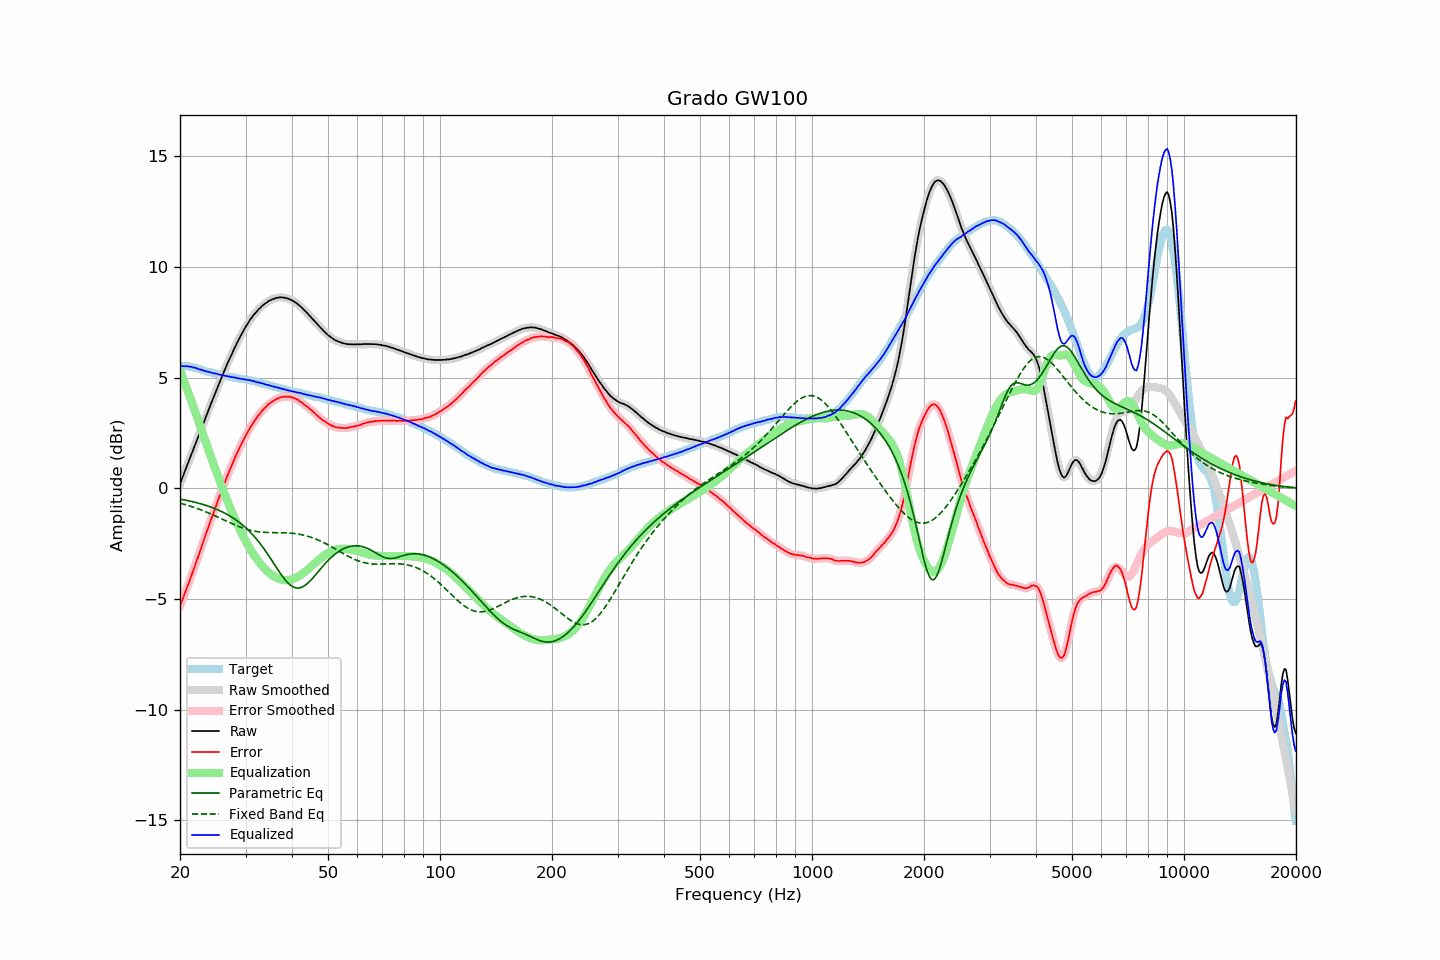 Grado GW100
Amplitude (dBr)
15
10
5
0
−5
−10
−15
Target
Raw Smoothed
Error Smoothed
Raw
Error
Equalization
Parametric Eq
Fixed Band Eq
Equalized
20
50
100
200
500
1000
2000
5000
10000
20000
Frequency (Hz)